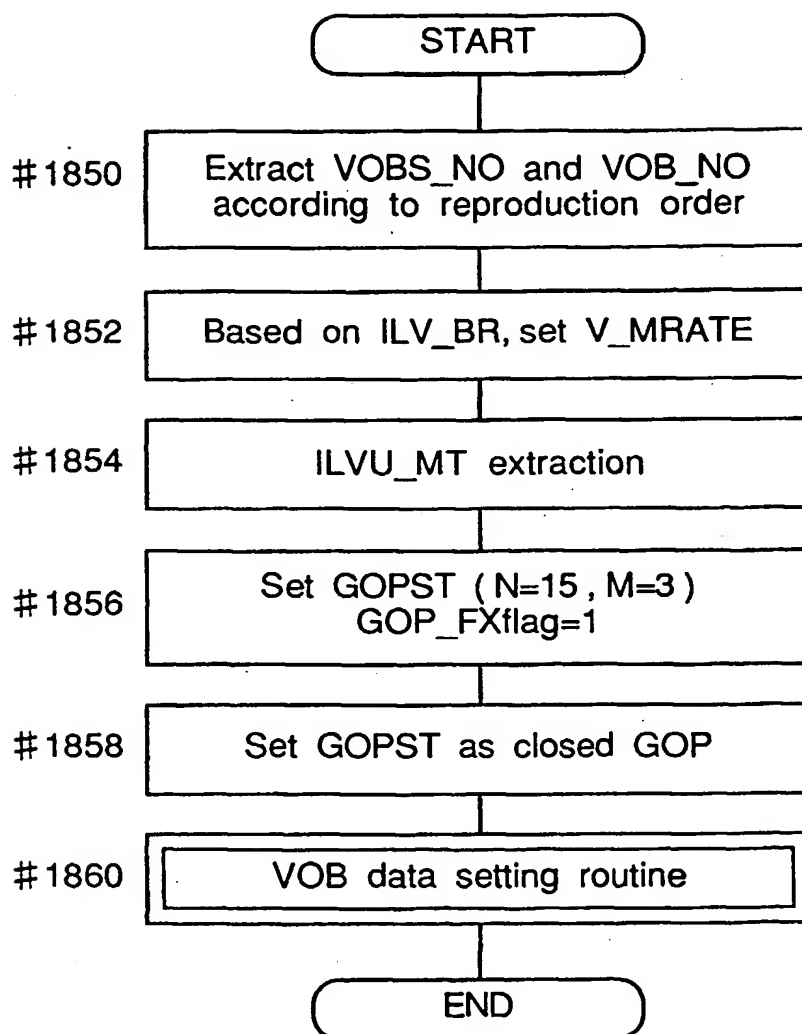 START
#1850
Extract VOBS_NO and VOB_NO
according to reproduction order
#1852
Based on ILV_BR, set V_MRATE
#1854
ILVU_MT extraction
#1856
Set GOPST (N=15, M=3)
GOP_FXflag=1
#1858
Set GOPST as closed GOP
#1860
VOB data setting routine
END